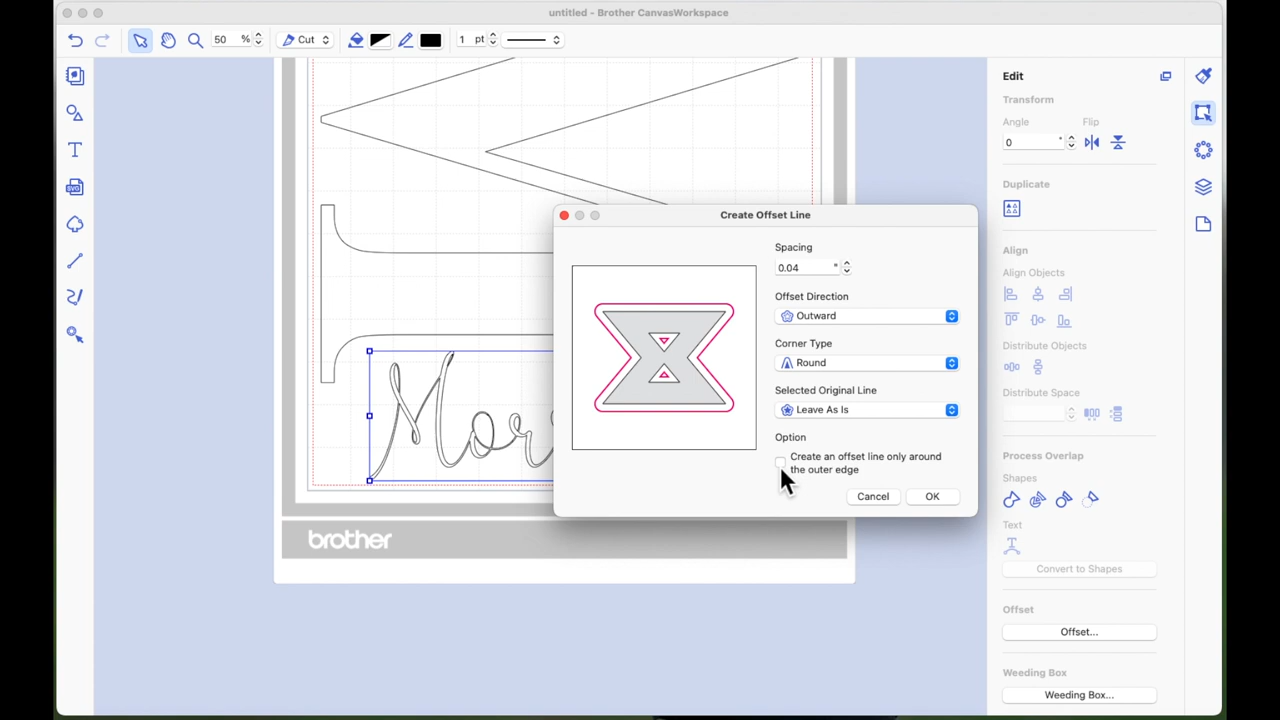 untitled - Brother CanvasWorkspace
50 %
Cut
1 pt
Edit
Transform
Angle Flip
0 °
Duplicate
Align
Align Objects
Distribute Objects
Distribute Space
Process Overlap
Shapes
Text
Convert to Shapes
Offset
Offset...
Weeding Box
Weeding Box...
SVG
Create Offset Line
Spacing
0.04 "
Offset Direction
Outward
Corner Type
Round
Selected Original Line
Leave As Is
Option
Create an offset line only around
the outer edge
Cancel OK
brother